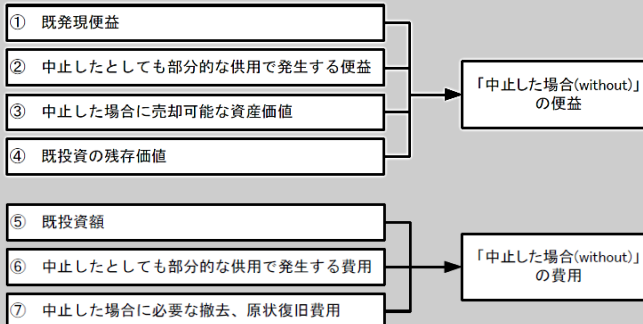 ① 既発現便益
② 中止したとしても部分的な供用で発生する便益
③ 中止した場合に売却可能な資産価値
④ 既投資の残存価値
「中止した場合(without)」
の便益
⑤ 既投資額
⑥ 中止したとしても部分的な供用で発生する費用
⑦ 中止した場合に必要な撤去、原状復旧費用
「中止した場合(without)」
の費用